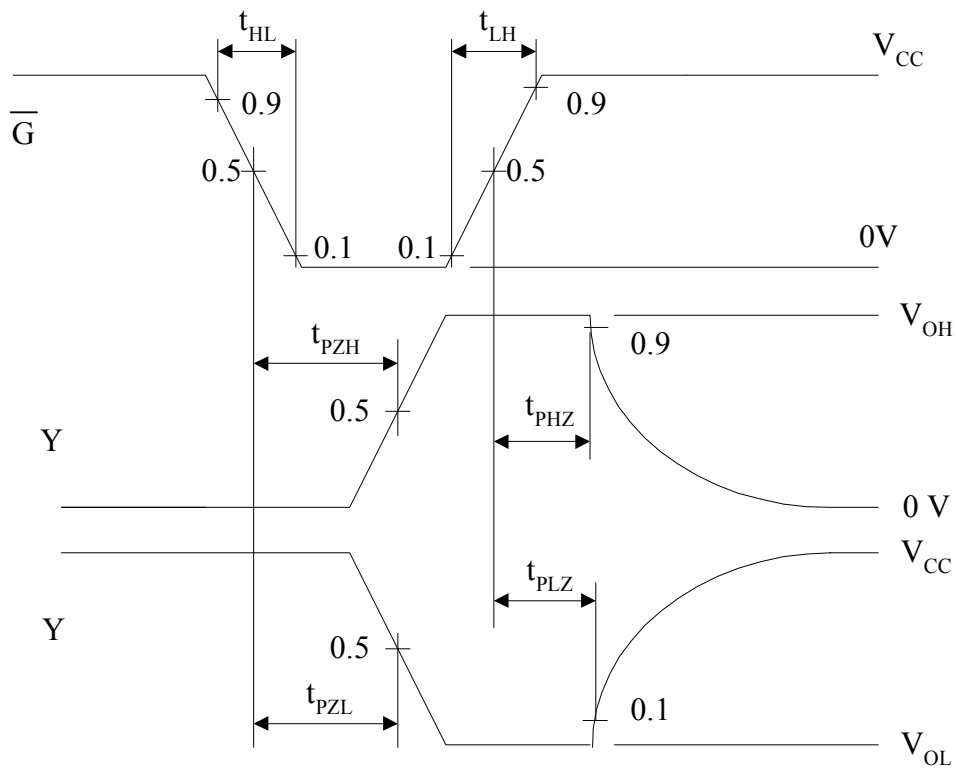 t_HL t_LH V_CC
0.9 0.9
G̅
0.5 0.5
0.1 0.1 0V
V_OH
t_PZH 0.9
0.5 t_PHZ
Y
0 V
V_CC
t_PLZ
Y 0.5
t_PZL 0.1
V_OL